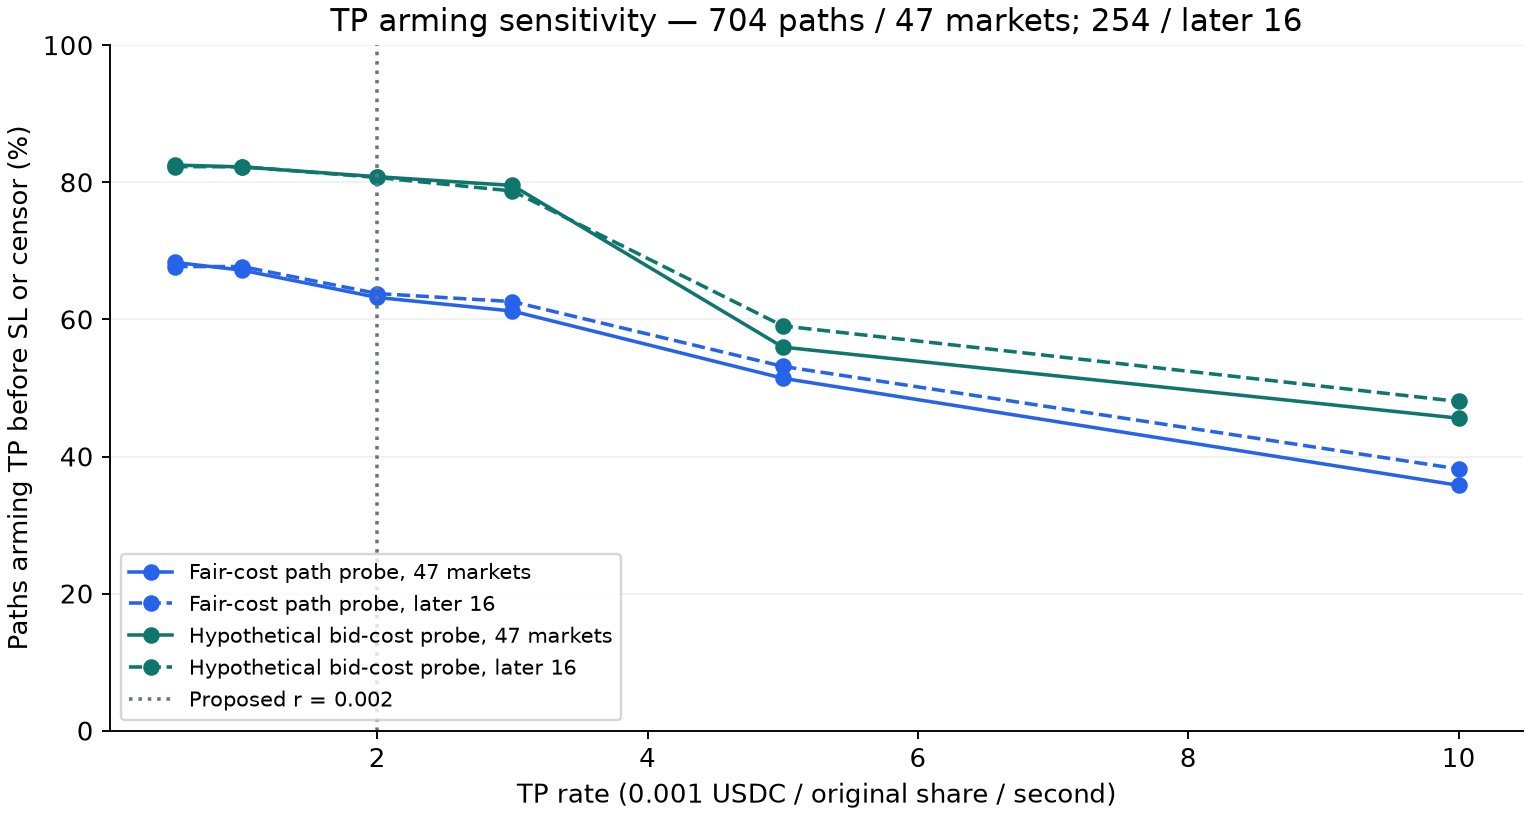 TP arming sensitivity — 704 paths / 47 markets; 254 / later 16
Paths arming TP before SL or censor (%)
100
80
60
40
20
0
Fair-cost path probe, 47 markets
Fair-cost path probe, later 16
Hypothetical bid-cost probe, 47 markets
Hypothetical bid-cost probe, later 16
Proposed r = 0.002
2
4
6
8
10
TP rate (0.001 USDC / original share / second)